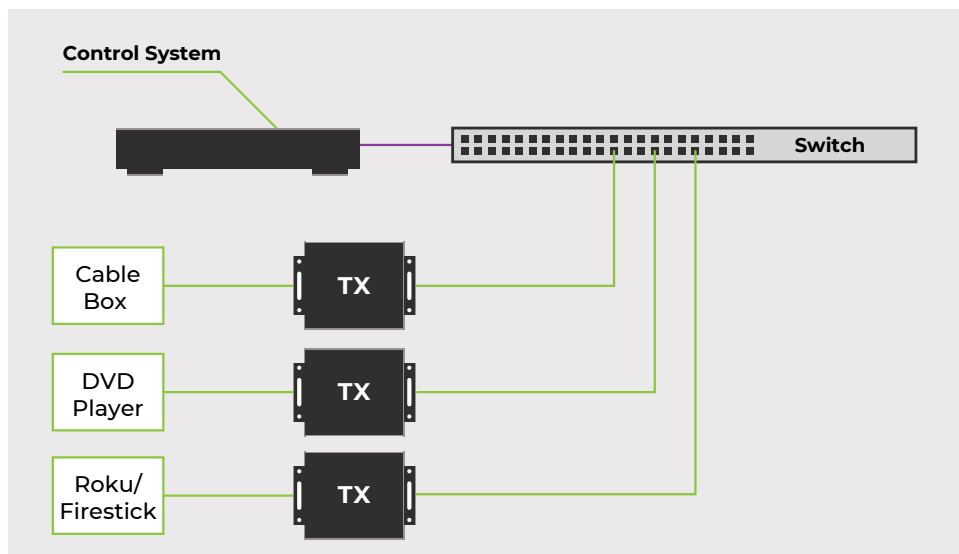 Control System
Switch
Cable
Box
TX
DVD
Player
TX
Roku/
Firestick
TX